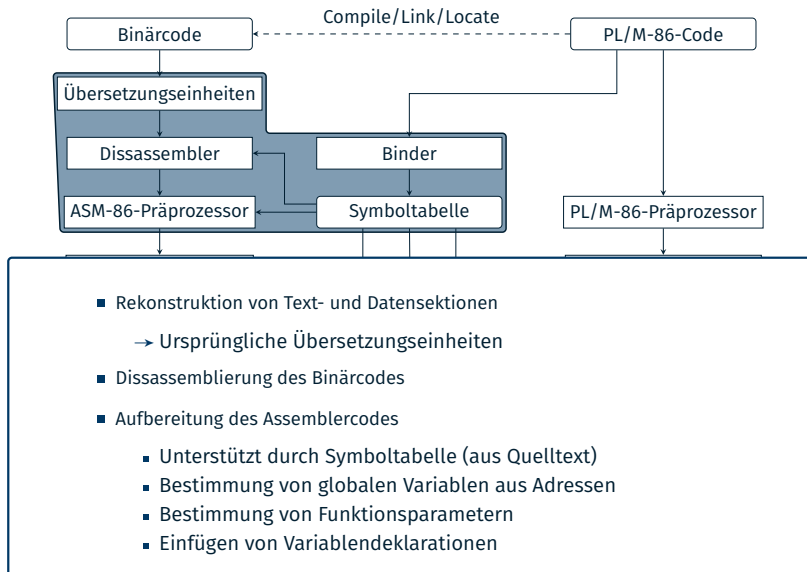 Compile/Link/Locate
Binärcode
PL/M-86-Code
Übersetzungseinheiten
Dissassembler
Binder
ASM-86-Präprozessor
Symboltabelle
PL/M-86-Präprozessor
Rekonstruktion von Text- und Datensektionen
→ Ursprüngliche Übersetzungseinheiten
Dissassemblierung des Binärcodes
Aufbereitung des Assemblercodes
Unterstützt durch Symboltabelle (aus Quelltext)
Bestimmung von globalen Variablen aus Adressen
Bestimmung von Funktionsparametern
Einfügen von Variablendeklarationen